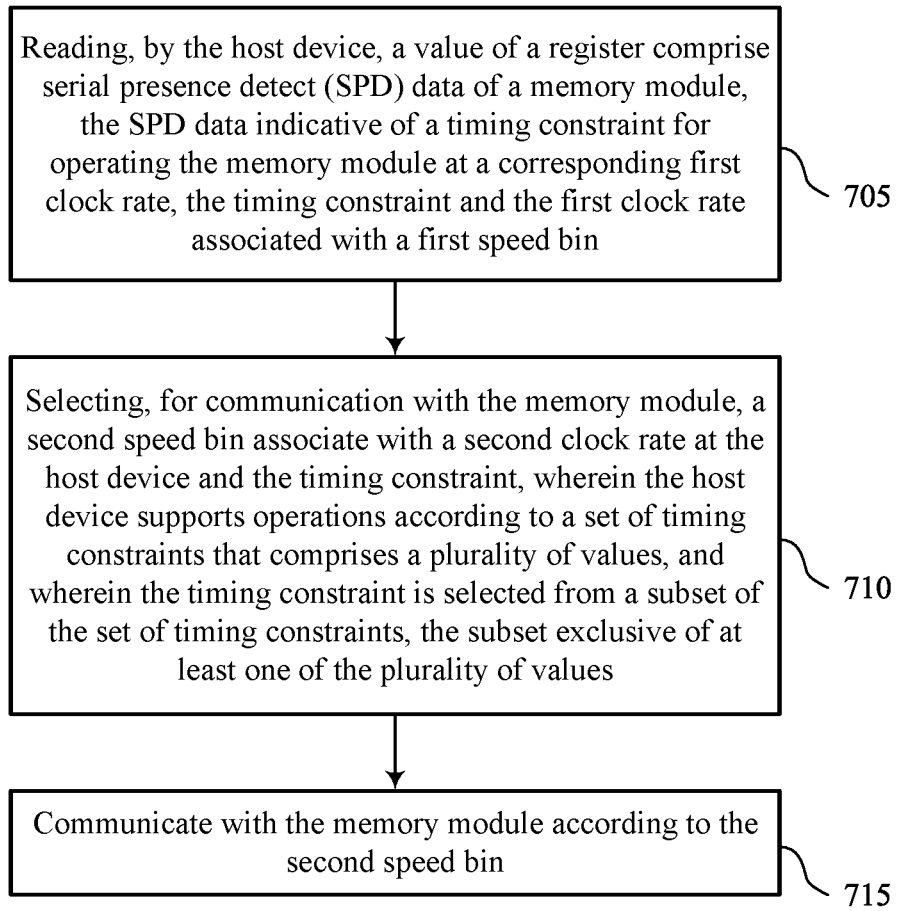 Reading, by the host device, a value of a register comprise
serial presence detect (SPD) data of a memory module,
the SPD data indicative of a timing constraint for
operating the memory module at a corresponding first
clock rate, the timing constraint and the first clock rate
associated with a first speed bin
705
Selecting, for communication with the memory module, a
second speed bin associate with a second clock rate at the
host device and the timing constraint, wherein the host
device supports operations according to a set of timing
constraints that comprises a plurality of values, and
wherein the timing constraint is selected from a subset of
the set of timing constraints, the subset exclusive of at
least one of the plurality of values
710
Communicate with the memory module according to the
second speed bin
715